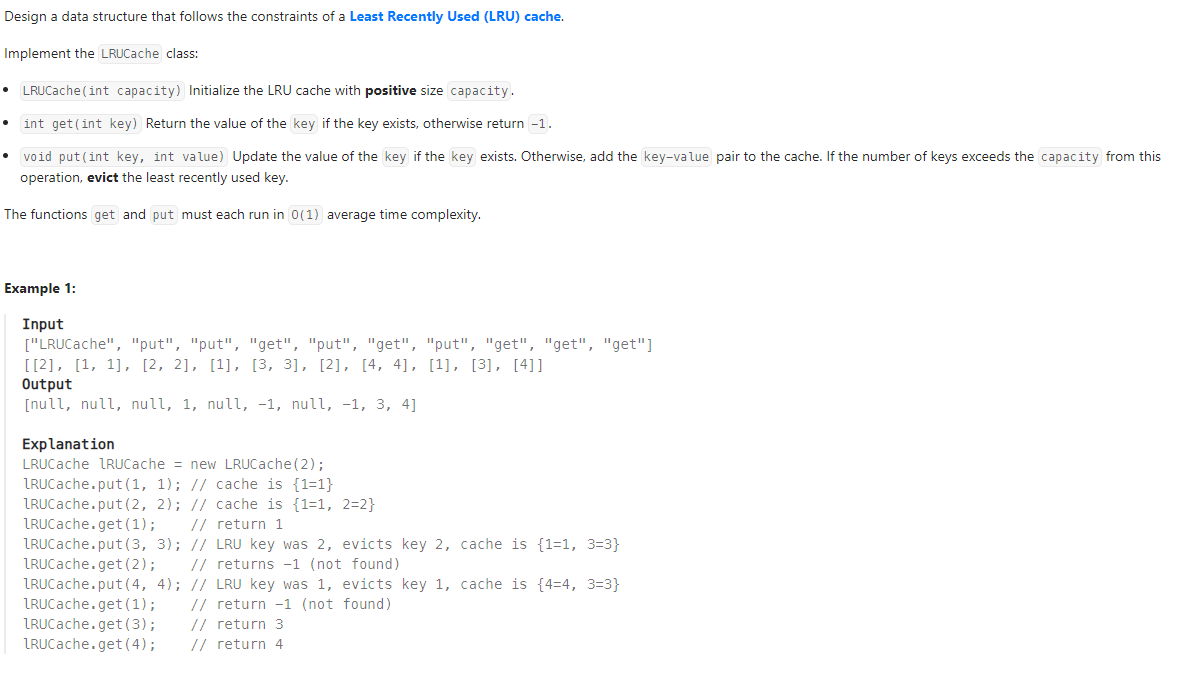 Design a data structure that follows the constraints of a Least Recently Used (LRU) cache.
Implement the LRUCache class:
• LRUCache(int capacity) Initialize the LRU cache with positive size capacity.
• int get(int key) Return the value of the key if the key exists, otherwise return -1.
• void put(int key, int value) Update the value of the key if the key exists. Otherwise, add the key-value pair to the cache. If the number of keys exceeds the capacity from this
operation, evict the least recently used key.
The functions get and put must each run in O(1) average time complexity.
Example 1:
Input
["LRUCache", "put", "put", "get", "put", "get", "put", "get", "get", "get"]
[[2], [1, 1], [2, 2], [1], [3, 3], [2], [4, 4], [1], [3], [4]]
Output
[null, null, null, 1, null, -1, null, -1, 3, 4]
Explanation
LRUCache lRUCache = new LRUCache(2);
lRUCache.put(1, 1); // cache is {1=1}
lRUCache.put(2, 2); // cache is {1=1, 2=2}
lRUCache.get(1);    // return 1
lRUCache.put(3, 3); // LRU key was 2, evicts key 2, cache is {1=1, 3=3}
lRUCache.get(2);    // returns -1 (not found)
lRUCache.put(4, 4); // LRU key was 1, evicts key 1, cache is {4=4, 3=3}
lRUCache.get(1);    // return -1 (not found)
lRUCache.get(3);    // return 3
lRUCache.get(4);    // return 4